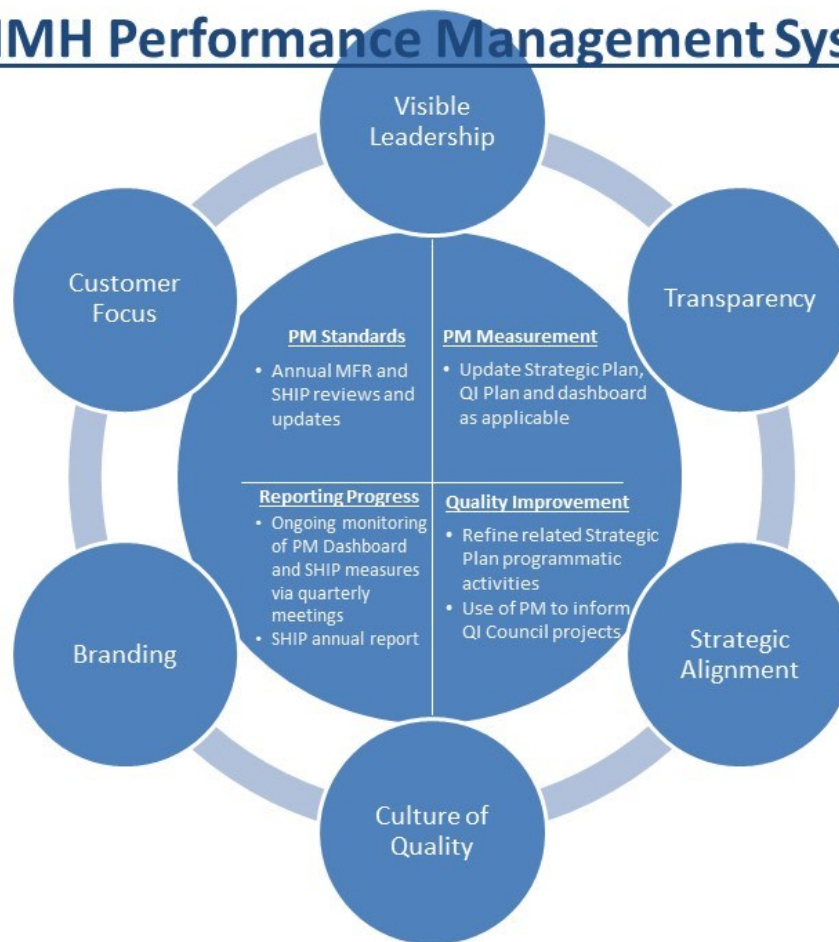 Performance Management
Visible
Leadership
Customer
Focus
Transparency
PM Standards
• Annual MFR and
SHIP reviews and
updates
PM Measurement
• Update Strategic Plan,
QI Plan and dashboard
as applicable
Reporting Progress
• Ongoing monitoring
of PM Dashboard
and SHIP measures
via quarterly
meetings
• SHIP annual report
Quality Improvement
• Refine related Strategic
Plan programmatic
activities
• Use of PM to inform
QI Council projects
Branding
Strategic
Alignment
Culture of
Quality